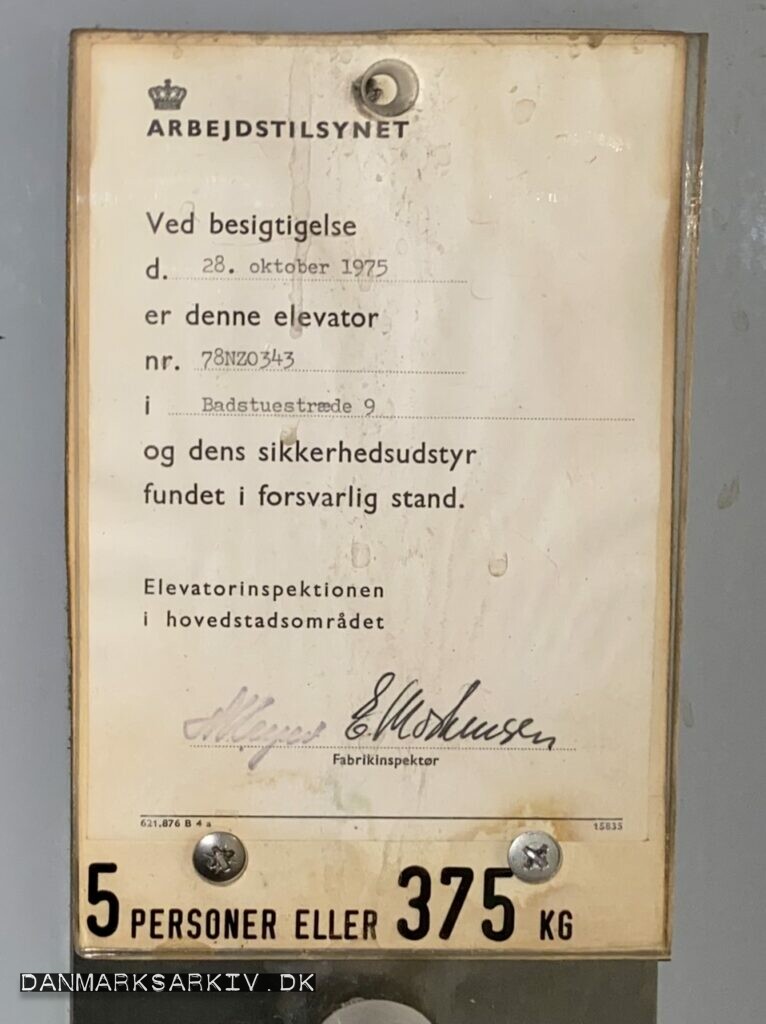 ARBEJDSTILSYNET
Ved besigtigelse
d. 28. oktober 1975
er denne elevator
nr. 78NZ0343
i Badstuestræde 9
og dens sikkerhedsudstyr
fundet i forsvarlig stand.
Elevatorinspektionen
i hovedstadsområdet
Fabrikinspektør
621.876 B 4 a 15835
5 PERSONER ELLER 375 KG
DANMARKSARKIV.DK